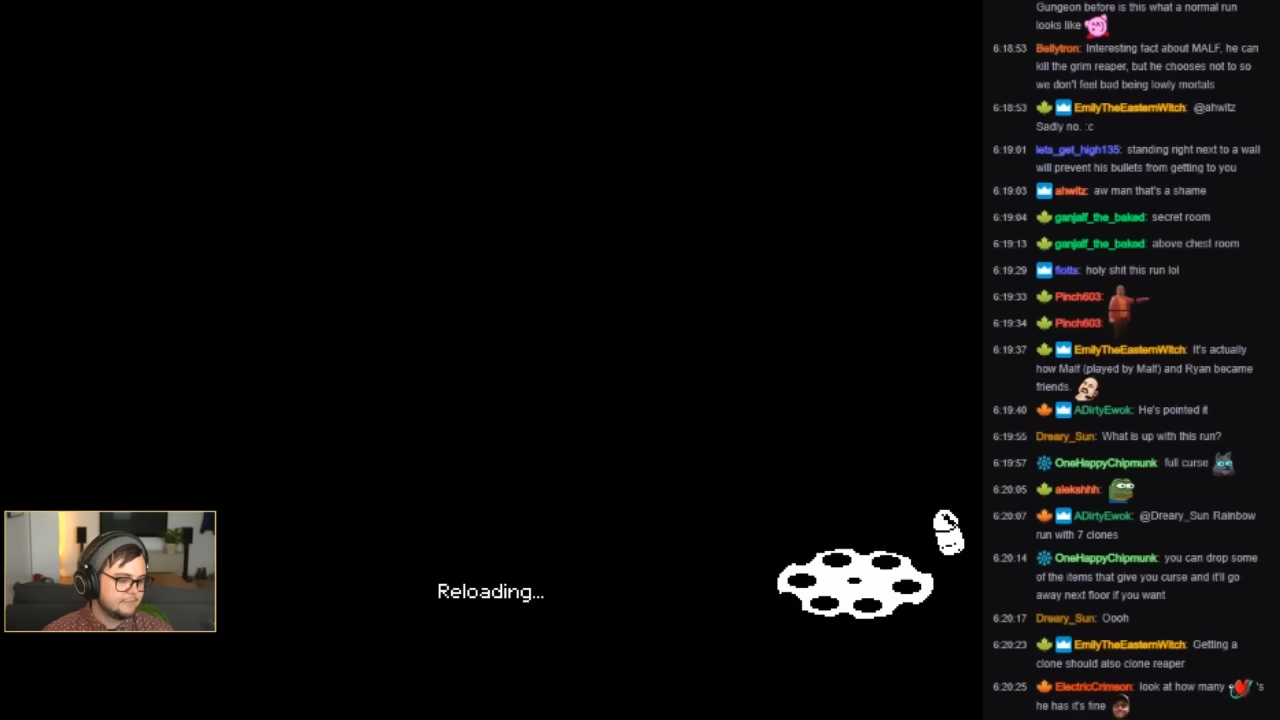 Gungeon before is this what a normal run
looks like
6:18:53 Bellytron: Interesting fact about MALF, he can
kill the grim reaper, but he chooses not to so
we don't feel bad being lowly mortals
6:18:53 EmilyTheEasternWitch: @ahwitz
Sadly no. :c
6:19:01 lets_get_high135: standing right next to a wall
will prevent his bullets from getting to you
6:19:03 ahwitz: aw man that's a shame
6:19:04 ganjalf_the_baked: secret room
6:19:13 ganjalf_the_baked: above chest room
6:19:29 flotts: holy shit this run lol
6:19:33 Pinch603:
6:19:34 Pinch603:
6:19:37 EmilyTheEasternWitch: It's actually
how Malf (played by Malf) and Ryan became
friends.
6:19:40 ADirtyEwok: He's pointed it
6:19:55 Dreary_Sun: What is up with this run?
6:19:57 OneHappyChipmunk: full curse
6:20:05 alekshhh:
6:20:07 ADirtyEwok: @Dreary_Sun Rainbow
run with 7 clones
6:20:14 OneHappyChipmunk: you can drop some
of the items that give you curse and it'll go
away next floor if you want
6:20:17 Dreary_Sun: Oooh
6:20:23 EmilyTheEasternWitch: Getting a
clone should also clone reaper
6:20:25 ElectricCrimson: look at how many 's
he has it's fine
Reloading...